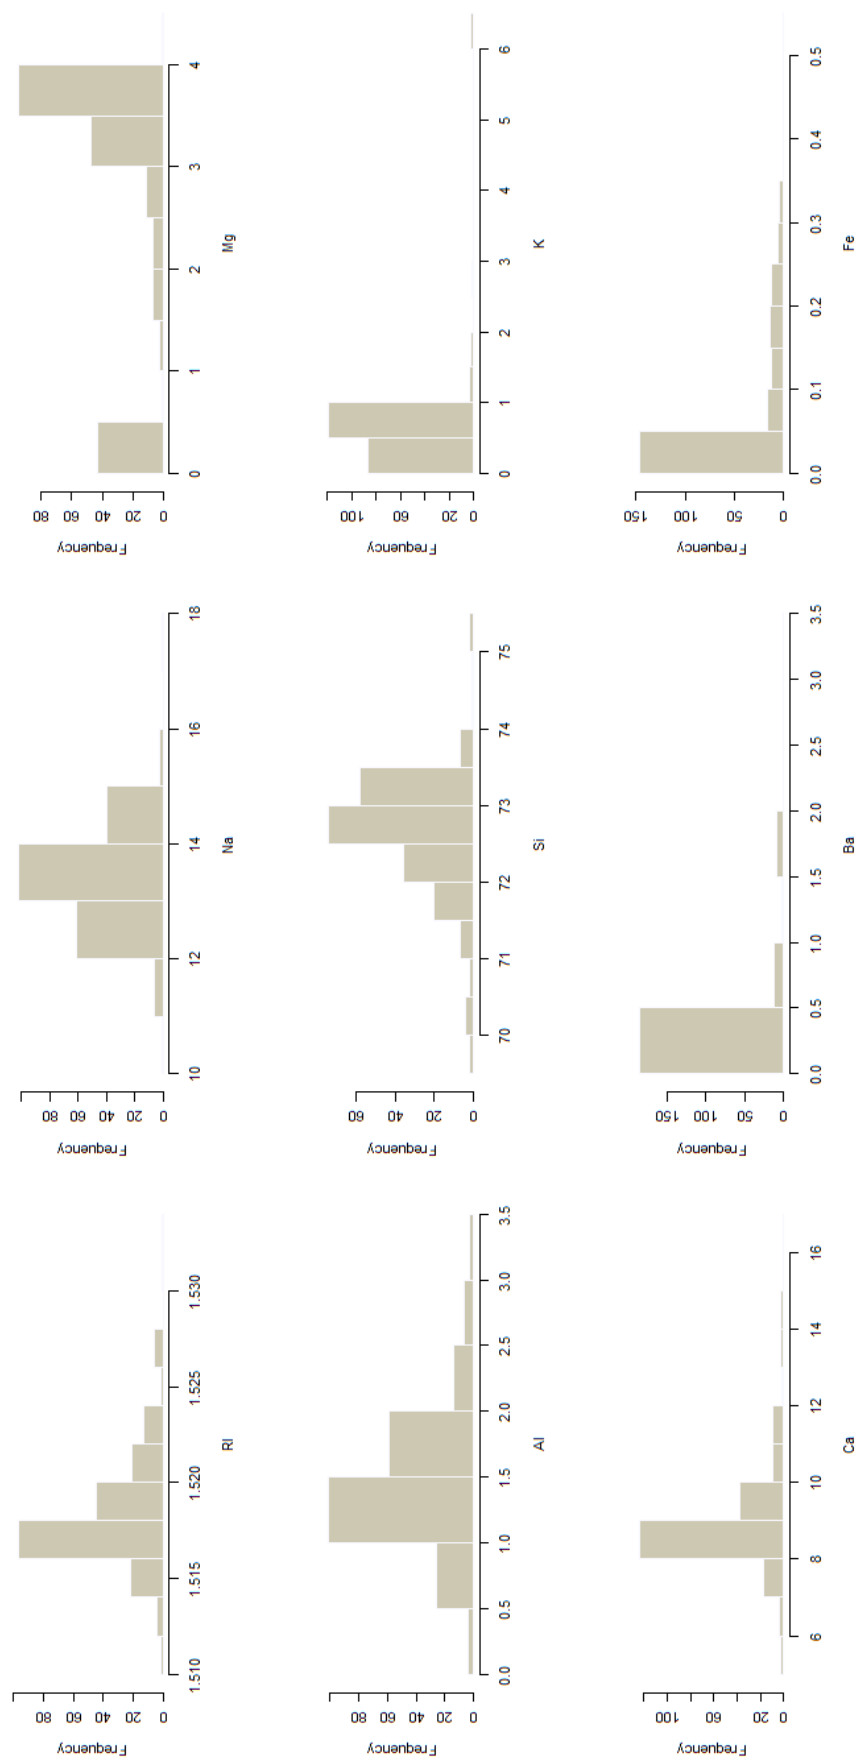 Frequency
0 20 40 60 80
1.510 1.515 1.520 1.525 1.530
RI
Frequency
0 20 40 60 80
10 12 14 16 18
Na
Frequency
0 20 40 60 80
0 1 2 3 4
Mg
Frequency
0 20 40 60 80
0.0 0.5 1.0 1.5 2.0 2.5 3.0 3.5
Al
Frequency
0 20 40 60
70 71 72 73 74 75
Si
Frequency
0 20 60 100
0 1 2 3 4 5 6
K
Frequency
0 20 60 100
6 8 10 12 14 16
Ca
Frequency
0 50 100 150
0.0 0.5 1.0 1.5 2.0 2.5 3.0 3.5
Ba
Frequency
0 50 100 150
0.0 0.1 0.2 0.3 0.4 0.5
Fe